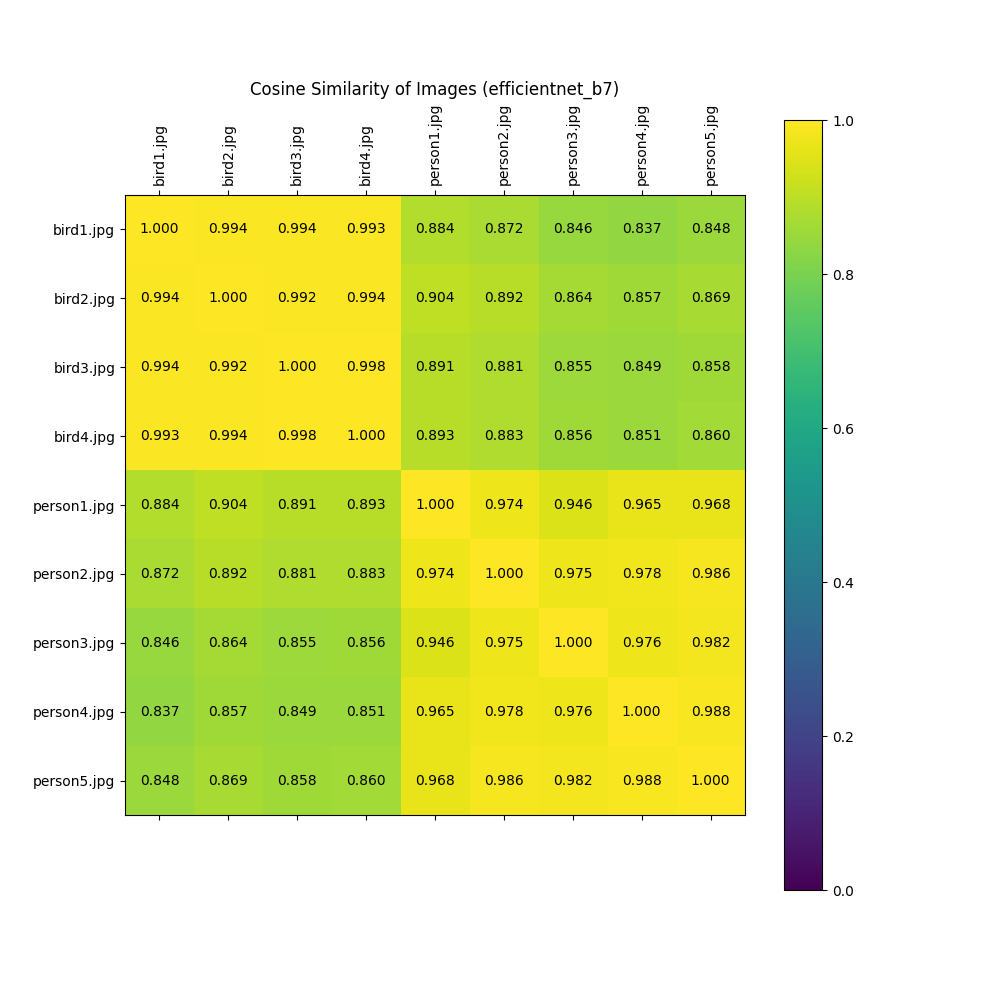 Cosine Similarity of Images (efficientnet_b7)
bird1.jpg bird2.jpg bird3.jpg bird4.jpg person1.jpg person2.jpg person3.jpg person4.jpg person5.jpg
bird1.jpg 1.000 0.994 0.994 0.993 0.884 0.872 0.846 0.837 0.848
bird2.jpg 0.994 1.000 0.992 0.994 0.904 0.892 0.864 0.857 0.869
bird3.jpg 0.994 0.992 1.000 0.998 0.891 0.881 0.855 0.849 0.858
bird4.jpg 0.993 0.994 0.998 1.000 0.893 0.883 0.856 0.851 0.860
person1.jpg 0.884 0.904 0.891 0.893 1.000 0.974 0.946 0.965 0.968
person2.jpg 0.872 0.892 0.881 0.883 0.974 1.000 0.975 0.978 0.986
person3.jpg 0.846 0.864 0.855 0.856 0.946 0.975 1.000 0.976 0.982
person4.jpg 0.837 0.857 0.849 0.851 0.965 0.978 0.976 1.000 0.988
person5.jpg 0.848 0.869 0.858 0.860 0.968 0.986 0.982 0.988 1.000
1.0
0.8
0.6
0.4
0.2
0.0